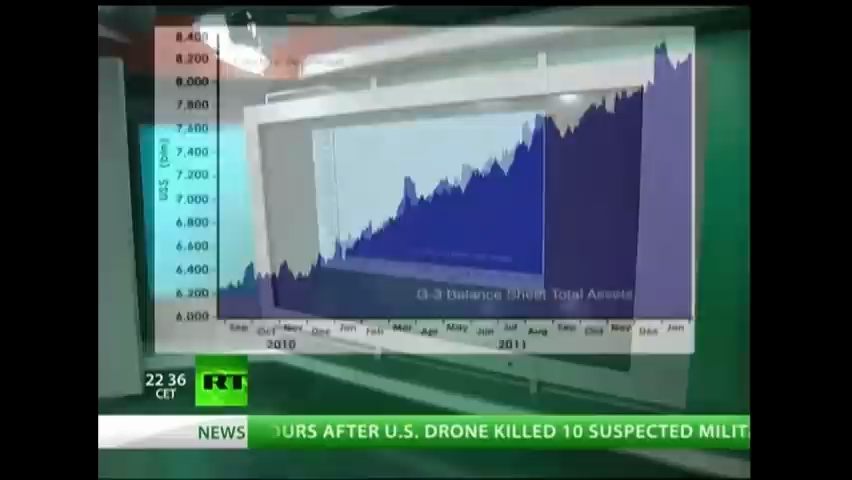 8,400
8,200
8,000
7,800
7,600
7,400
7,200
7,000
6,800
6,600
6,400
6,200
6,000
US$ (bln)
G-3 Balance Sheet Total Assets
Sep Oct Nov Dec Jan Feb Mar Apr May Jun Jul Aug Sep Oct Nov Dec Jan
2010 2011
22 36
CET
RT
NEWS OURS AFTER U.S. DRONE KILLED 10 SUSPECTED MILIT